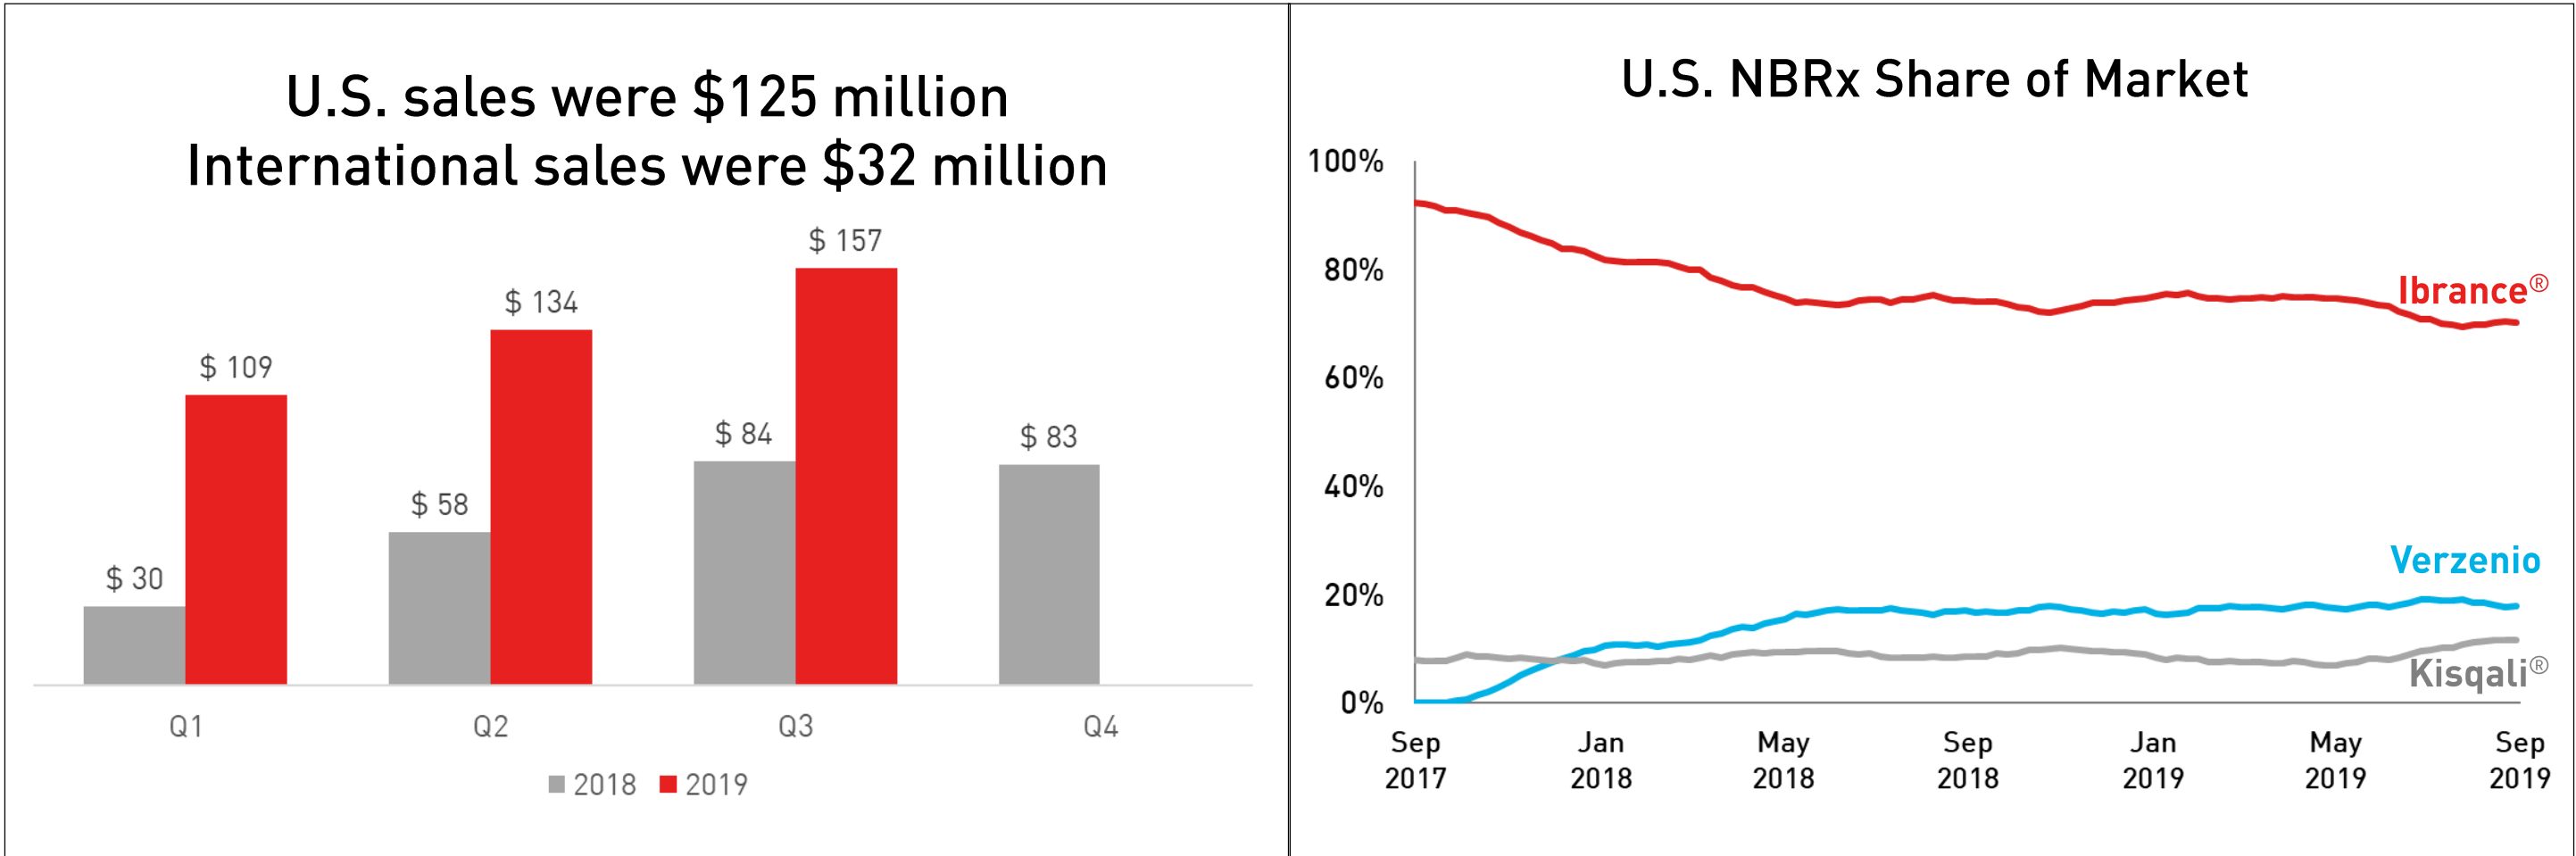 U.S. sales were $125 million
International sales were $32 million
$ 157
$ 134
$ 109
$ 84
$ 83
$ 58
$ 30
Q1 Q2 Q3 Q4
2018 2019
U.S. NBRx Share of Market
100%
80%
Ibrance®
60%
40%
Verzenio
20%
Kisqali®
0%
Sep Jan May Sep Jan May Sep
2017 2018 2018 2018 2019 2019 2019